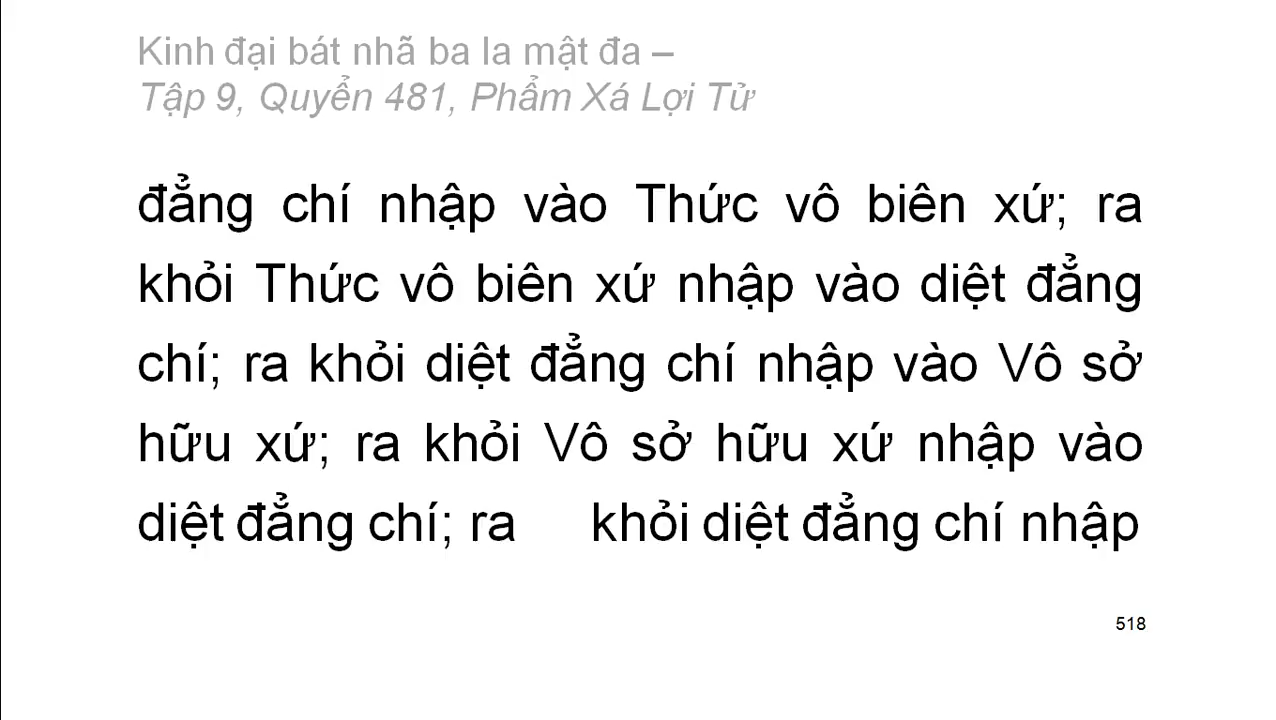 Kinh đại bát nhã ba la mật đa –
Tập 9, Quyển 481, Phẩm Xá Lợi Tử
đẳng chí nhập vào Thức vô biên xứ; ra
khỏi Thức vô biên xứ nhập vào diệt đẳng
chí; ra khỏi diệt đẳng chí nhập vào Vô sở
hữu xứ; ra khỏi Vô sở hữu xứ nhập vào
diệt đẳng chí; ra khỏi diệt đẳng chí nhập
518